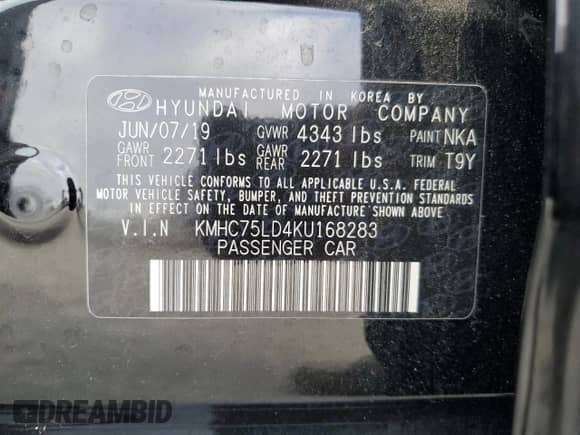 MANUFACTURED IN KOREA BY
HYUNDAI MOTOR COMPANY
JUN/07/19 GVWR 4343 lbs PAINT NKA
GAWR FRONT 2271 lbs GAWR REAR 2271 lbs TRIM T9Y
THIS VEHICLE CONFORMS TO ALL APPLICABLE U.S.A. FEDERAL
MOTOR VEHICLE SAFETY, BUMPER, AND THEFT PREVENTION STANDARDS
IN EFFECT ON THE DATE OF MANUFACTURE SHOWN ABOVE
V.I.N KMHC75LD4KU168283
PASSENGER CAR
DREAMBID